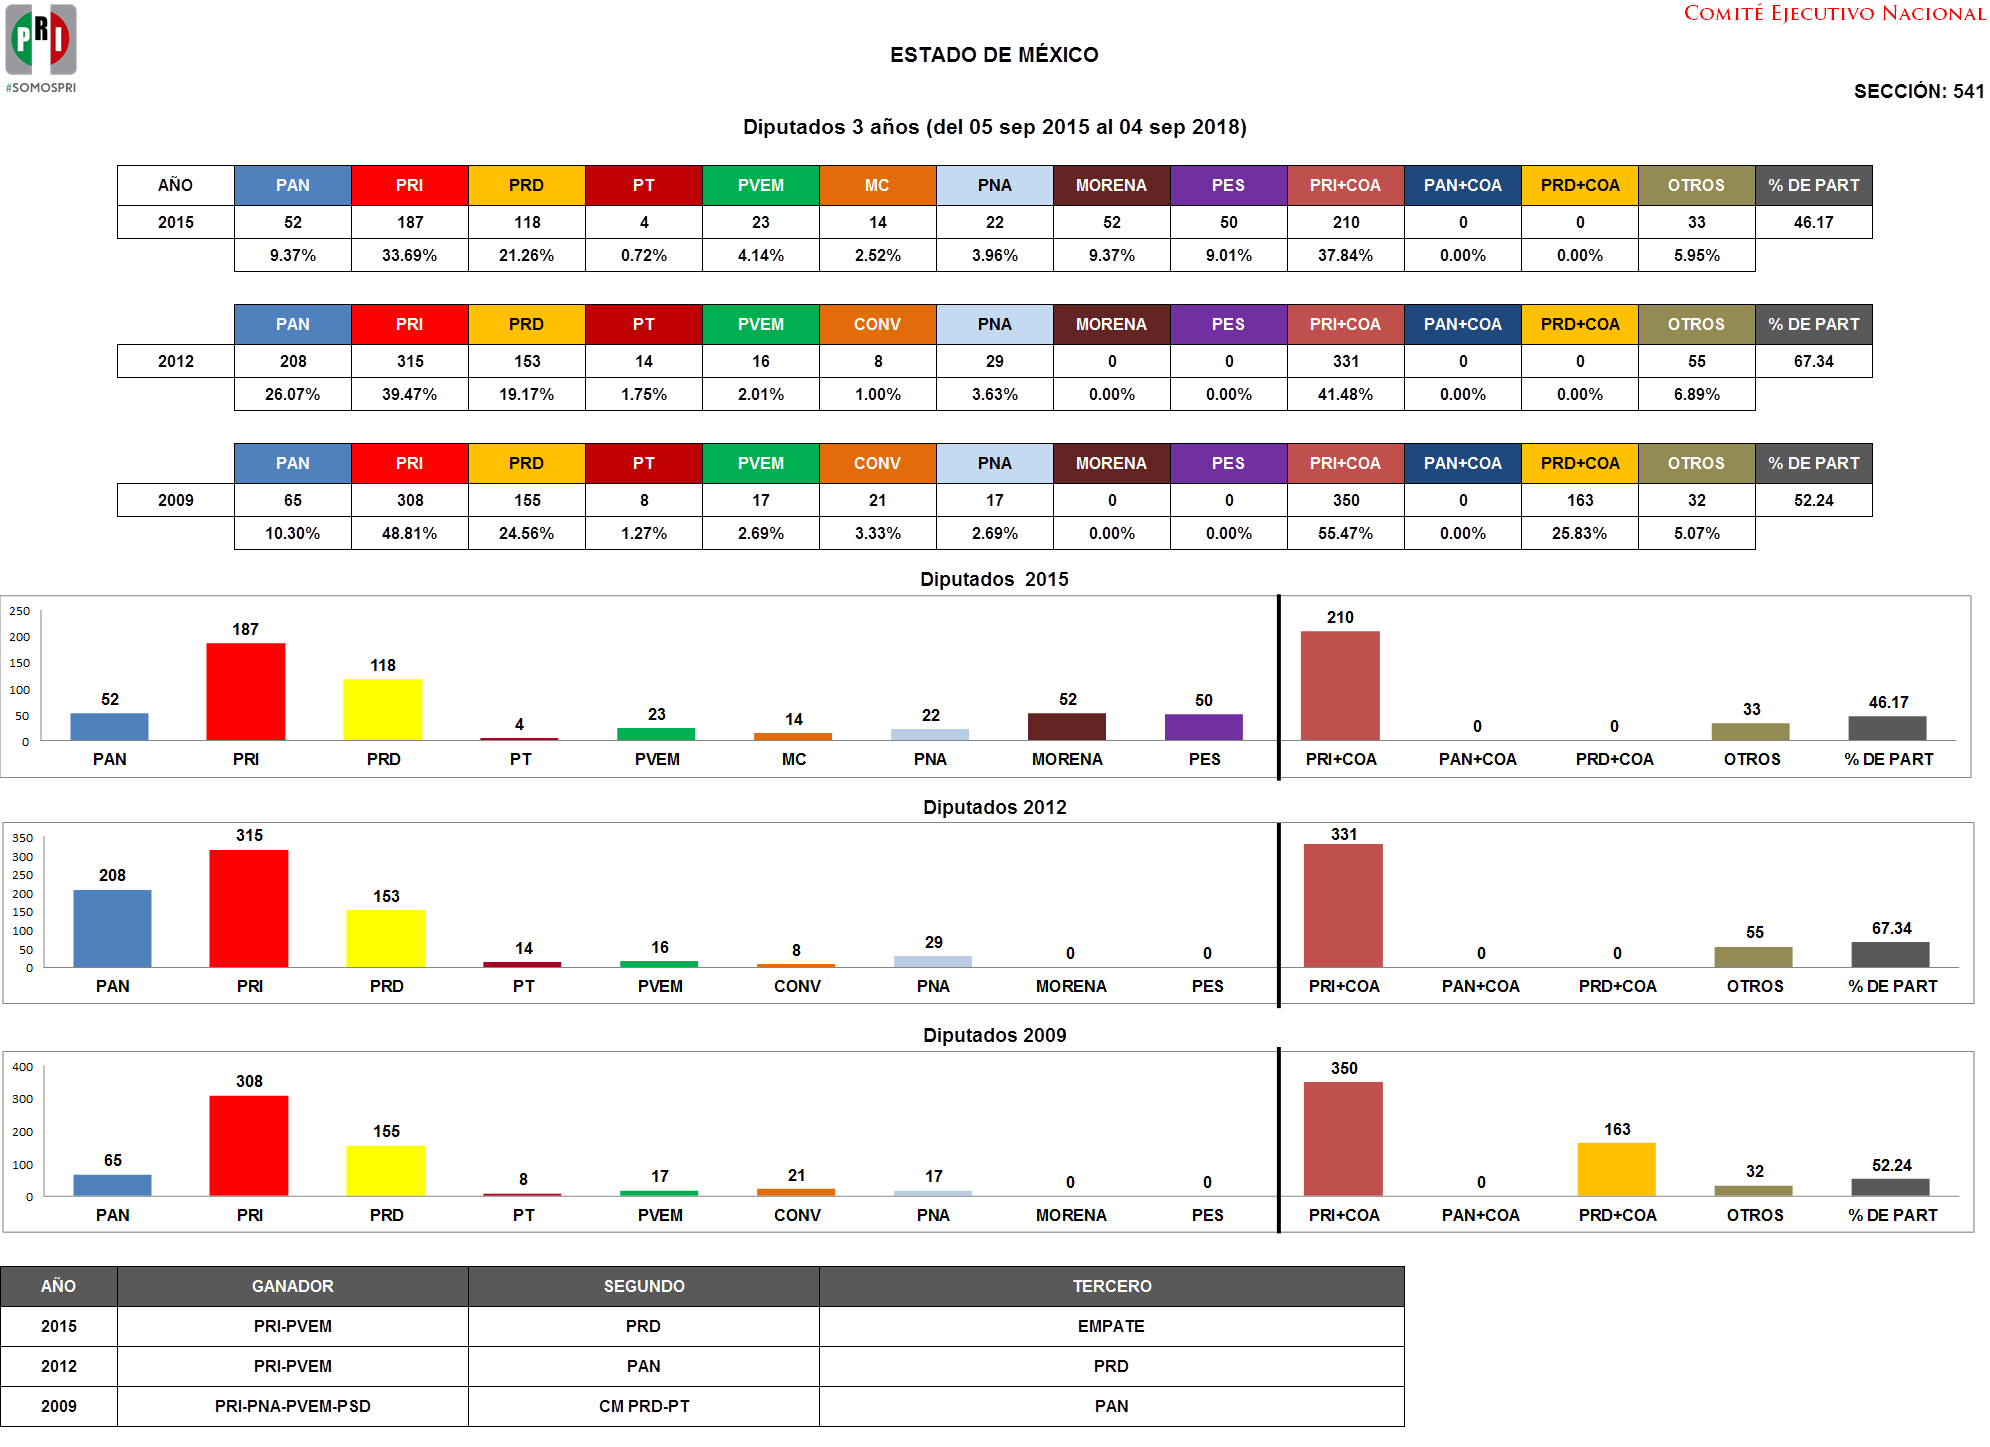 COMITÉ EJECUTIVO NACIONAL
PRI
#SOMOSPRI
ESTADO DE MÉXICO
SECCIÓN: 541
Diputados 3 años (del 05 sep 2015 al 04 sep 2018)
AÑO PAN PRI PRD PT PVEM MC PNA MORENA PES PRI+COA PAN+COA PRD+COA OTROS % DE PART
2015 52 187 118 4 23 14 22 52 50 210 0 0 33 46.17
9.37% 33.69% 21.26% 0.72% 4.14% 2.52% 3.96% 9.37% 9.01% 37.84% 0.00% 0.00% 5.95%
PAN PRI PRD PT PVEM CONV PNA MORENA PES PRI+COA PAN+COA PRD+COA OTROS % DE PART
2012 208 315 153 14 16 8 29 0 0 331 0 0 55 67.34
26.07% 39.47% 19.17% 1.75% 2.01% 1.00% 3.63% 0.00% 0.00% 41.48% 0.00% 0.00% 6.89%
PAN PRI PRD PT PVEM CONV PNA MORENA PES PRI+COA PAN+COA PRD+COA OTROS % DE PART
2009 65 308 155 8 17 21 17 0 0 350 0 163 32 52.24
10.30% 48.81% 24.56% 1.27% 2.69% 3.33% 2.69% 0.00% 0.00% 55.47% 0.00% 25.83% 5.07%
Diputados 2015
250
200
150
100
50
0
52 187 118 4 23 14 22 52 50 210 0 0 33 46.17
PAN PRI PRD PT PVEM MC PNA MORENA PES PRI+COA PAN+COA PRD+COA OTROS % DE PART
Diputados 2012
350
300
250
200
150
100
50
0
208 315 153 14 16 8 29 0 0 331 0 0 55 67.34
PAN PRI PRD PT PVEM CONV PNA MORENA PES PRI+COA PAN+COA PRD+COA OTROS % DE PART
Diputados 2009
400
300
200
100
0
65 308 155 8 17 21 17 0 0 350 0 163 32 52.24
PAN PRI PRD PT PVEM CONV PNA MORENA PES PRI+COA PAN+COA PRD+COA OTROS % DE PART
AÑO GANADOR SEGUNDO TERCERO
2015 PRI-PVEM PRD EMPATE
2012 PRI-PVEM PAN PRD
2009 PRI-PNA-PVEM-PSD CM PRD-PT PAN